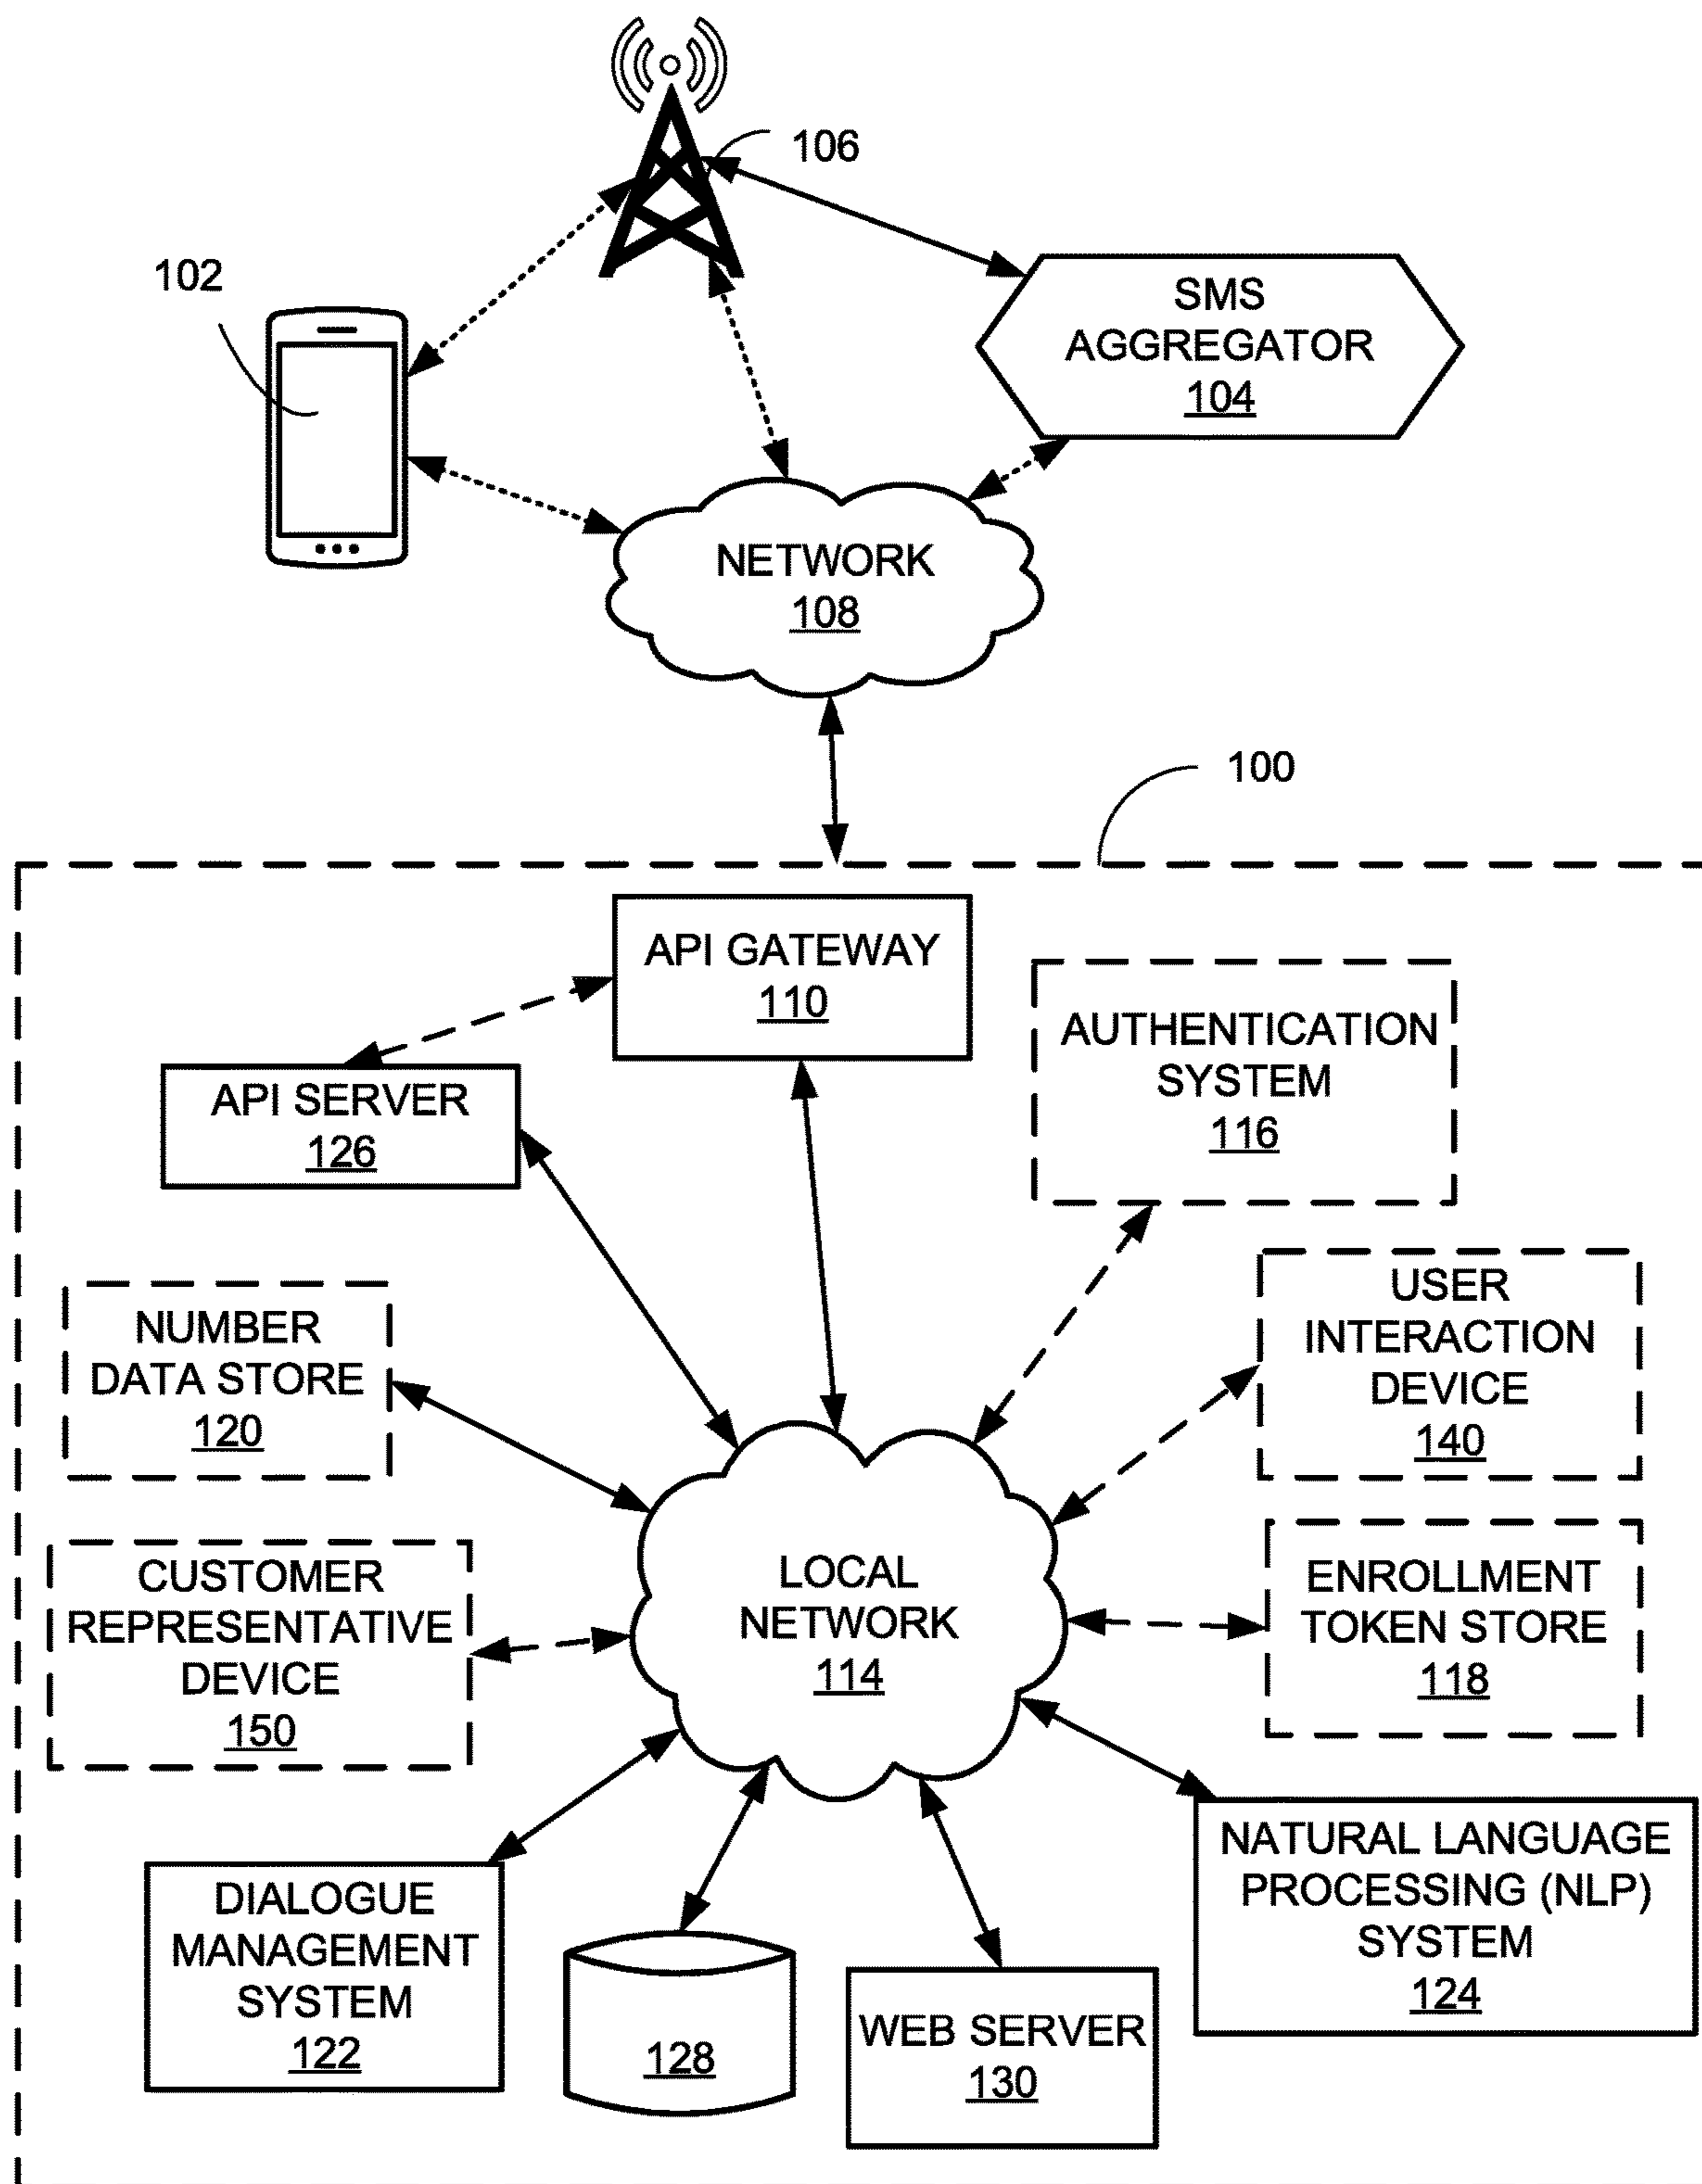 106
102
SMS
AGGREGATOR
104
NETWORK
108
100
API GATEWAY
110
AUTHENTICATION
SYSTEM
116
API SERVER
126
USER
INTERACTION
DEVICE
140
NUMBER
DATA STORE
120
ENROLLMENT
TOKEN STORE
118
CUSTOMER
REPRESENTATIVE
DEVICE
150
LOCAL
NETWORK
114
NATURAL LANGUAGE
PROCESSING (NLP)
SYSTEM
124
DIALOGUE
MANAGEMENT
SYSTEM
122
128
WEB SERVER
130